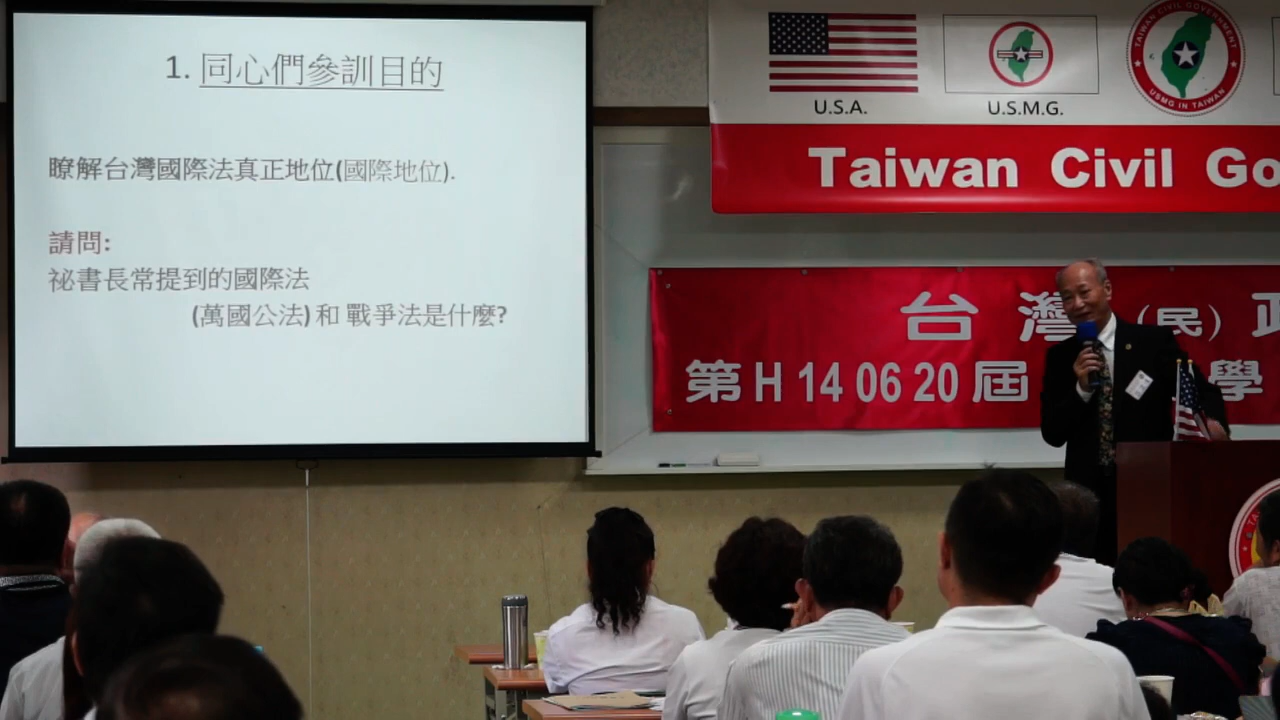 1. 同心們參訓目的
瞭解台灣國際法真正地位(國際地位).
請問:
祕書長常提到的國際法
(萬國公法) 和 戰爭法是什麼?
U.S.A.
U.S.M.G.
TAIWAN CIVIL GOVERNMENT
USMG IN TAIWAN
Taiwan Civil Go
台灣(民)政
第H 14 06 20屆
學